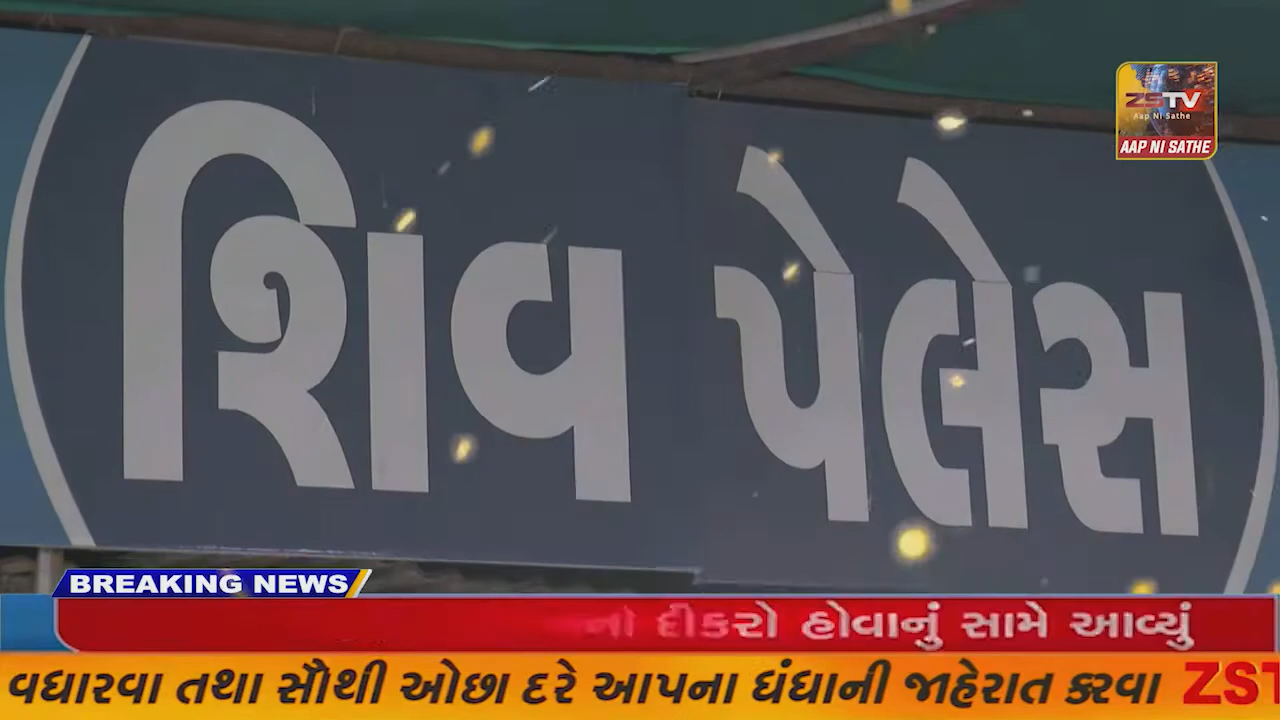 શિવ પેલેસ
ZSTV
Aap Ni Sathe
AAP NI SATHE
BREAKING NEWS
દીકરો હોવાનું સામે આવ્યું
વધારવા તથા સૌથી ઓછા દરે આપના ધંધાની જાહેરાત કરવા ZST